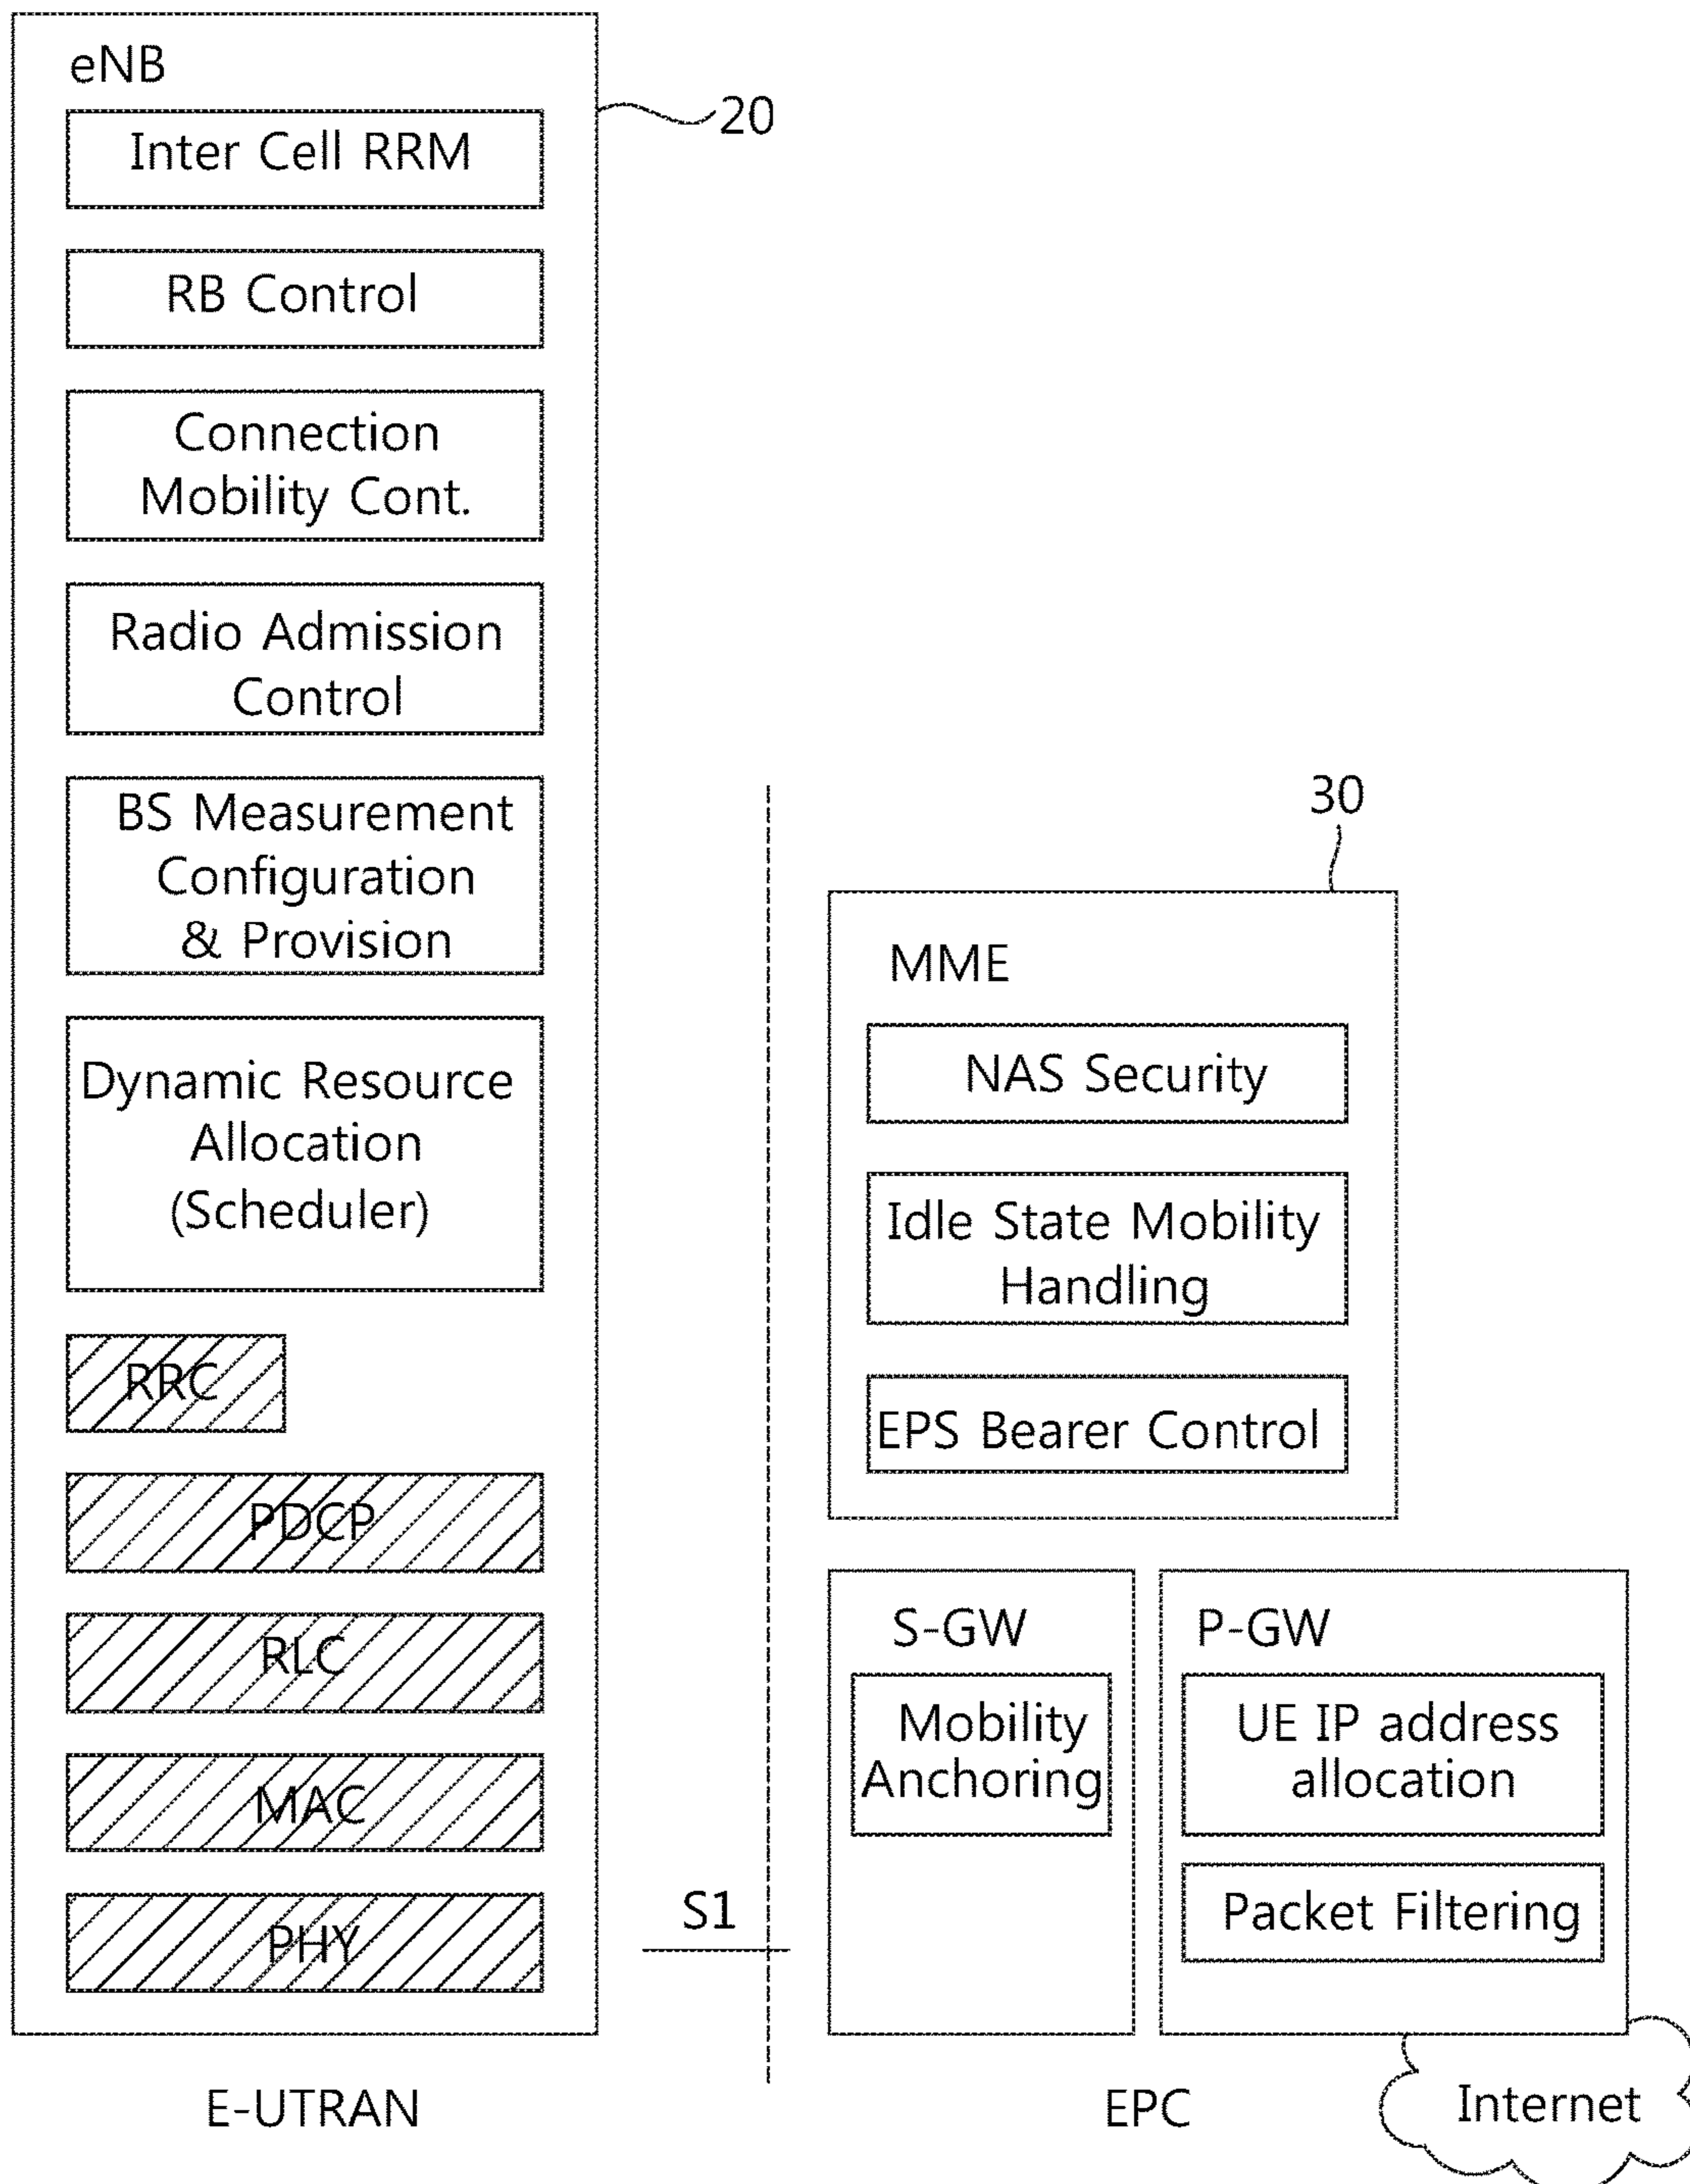 eNB
20
Inter Cell RRM
RB Control
Connection
Mobility Cont.
Radio Admission
Control
BS Measurement
Configuration
& Provision
Dynamic Resource
Allocation
(Scheduler)
RRC
PDCP
RLC
MAC
PHY
E-UTRAN
S1
30
MME
NAS Security
Idle State Mobility
Handling
EPS Bearer Control
S-GW
Mobility
Anchoring
P-GW
UE IP address
allocation
Packet Filtering
EPC
Internet